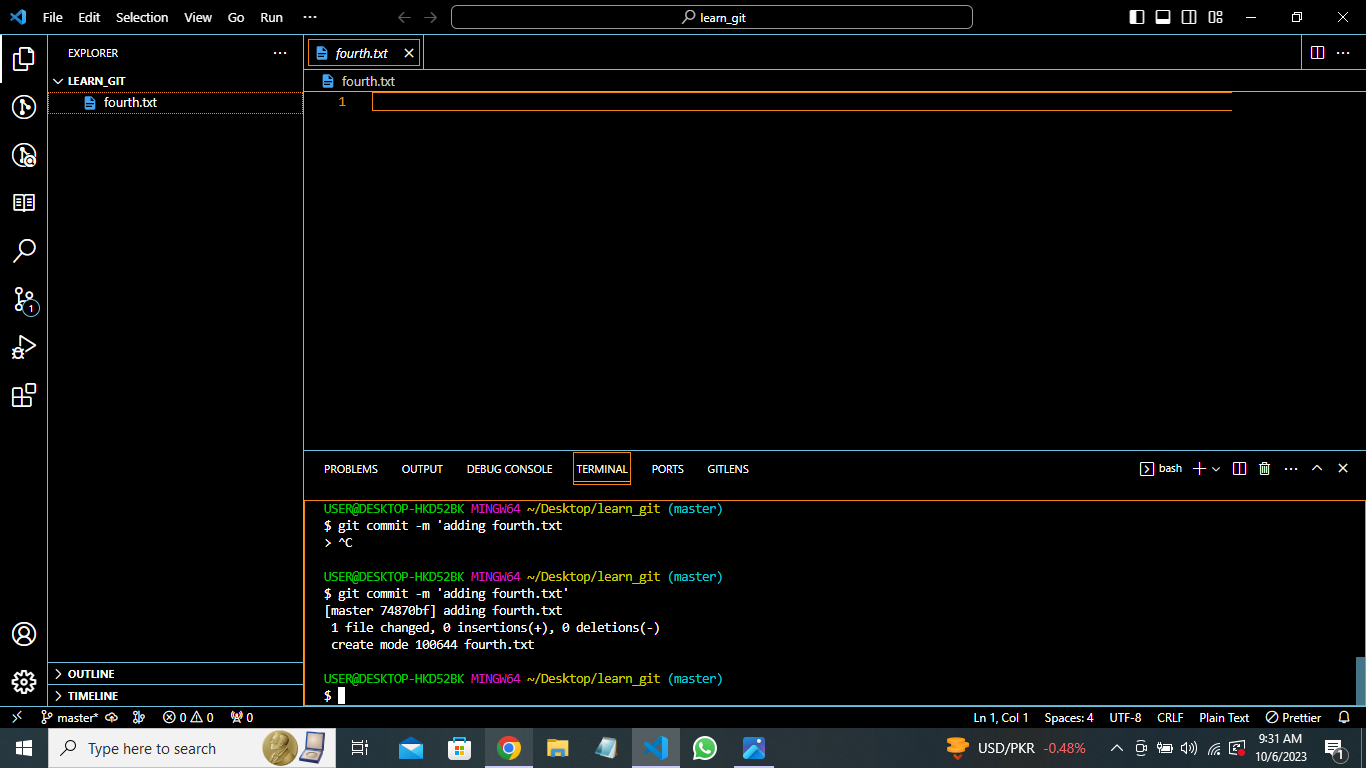 File Edit Selection View Go Run ··· learn_git
EXPLORER ···
LEARN_GIT
fourth.txt
fourth.txt
fourth.txt
1
1
PROBLEMS OUTPUT DEBUG CONSOLE TERMINAL PORTS GITLENS bash
USER@DESKTOP-HKD52BK MINGW64 ~/Desktop/learn_git (master)
$ git commit -m 'adding fourth.txt
> ^C
USER@DESKTOP-HKD52BK MINGW64 ~/Desktop/learn_git (master)
$ git commit -m 'adding fourth.txt'
[master 74870bf] adding fourth.txt
1 file changed, 0 insertions(+), 0 deletions(-)
create mode 100644 fourth.txt
USER@DESKTOP-HKD52BK MINGW64 ~/Desktop/learn_git (master)
$
OUTLINE
TIMELINE
master* 0 0 0 Ln 1, Col 1 Spaces: 4 UTF-8 CRLF Plain Text Prettier
Type here to search USD/PKR -0.48% 9:31 AM
10/6/2023 1